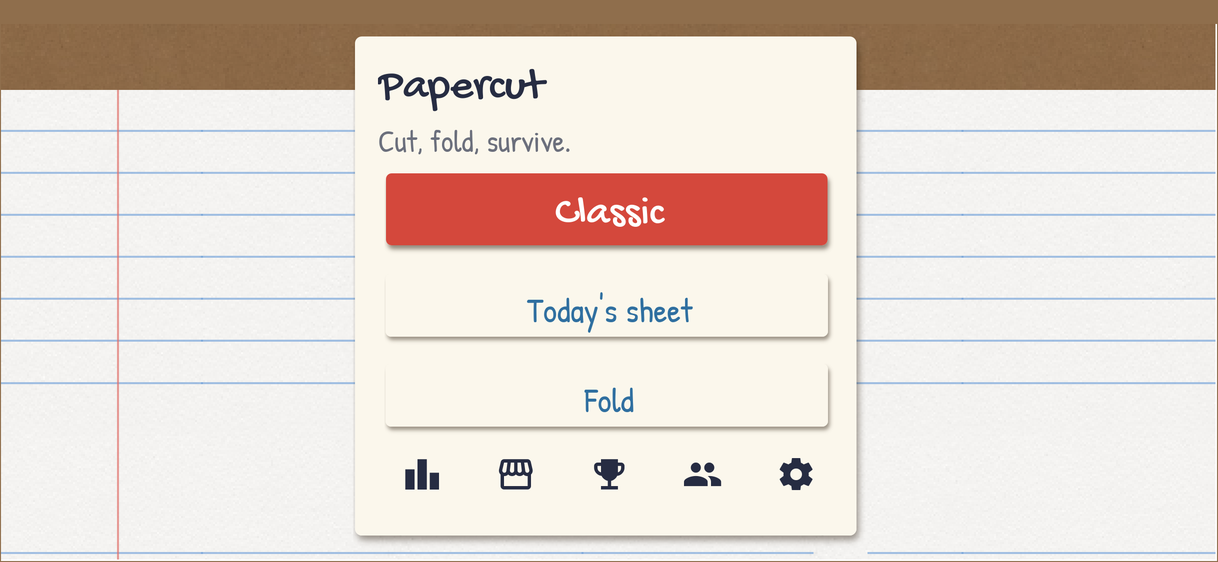 Papercut
Cut, fold, survive.
Classic
Today's sheet
Fold